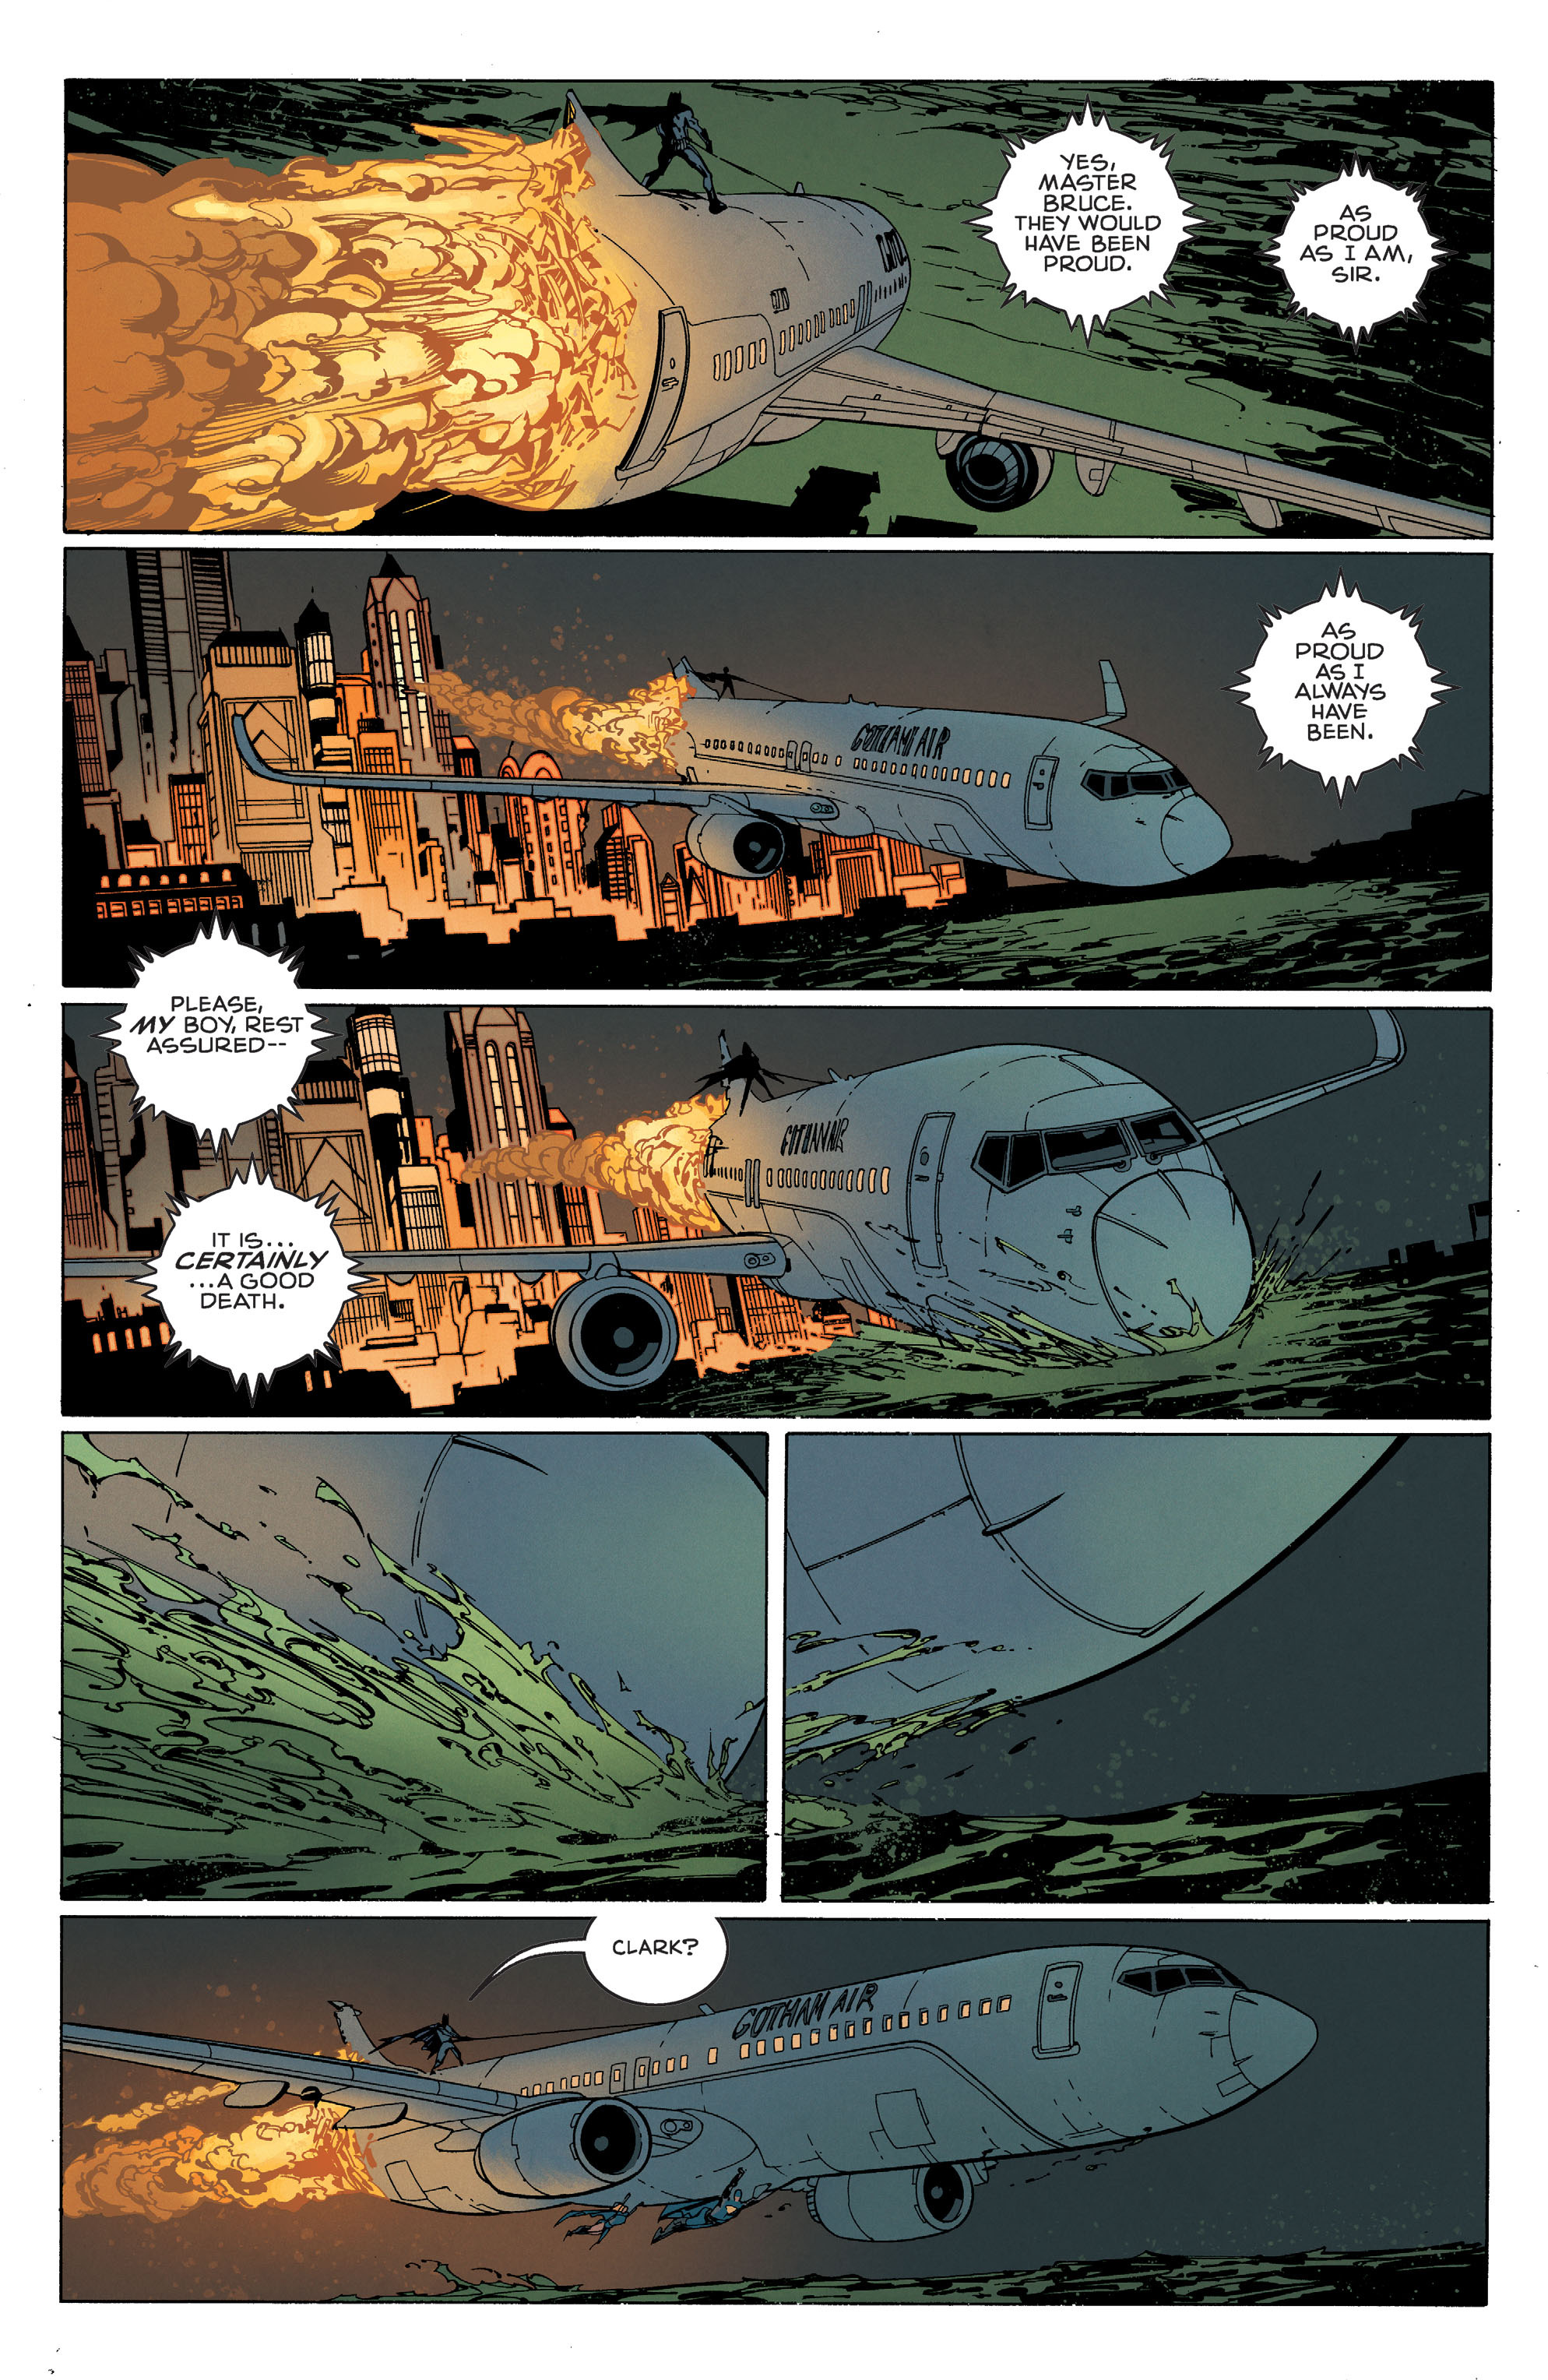 YES,
MASTER
BRUCE.
THEY WOULD
HAVE BEEN
PROUD.
AS
PROUD
AS I AM,
SIR.
AS
PROUD
AS I
ALWAYS
HAVE
BEEN.
GOTHAM AIR
PLEASE,
MY BOY, REST
ASSURED--
IT IS...
CERTAINLY
...A GOOD
DEATH.
GOTHAM AIR
CLARK?
GOTHAM AIR